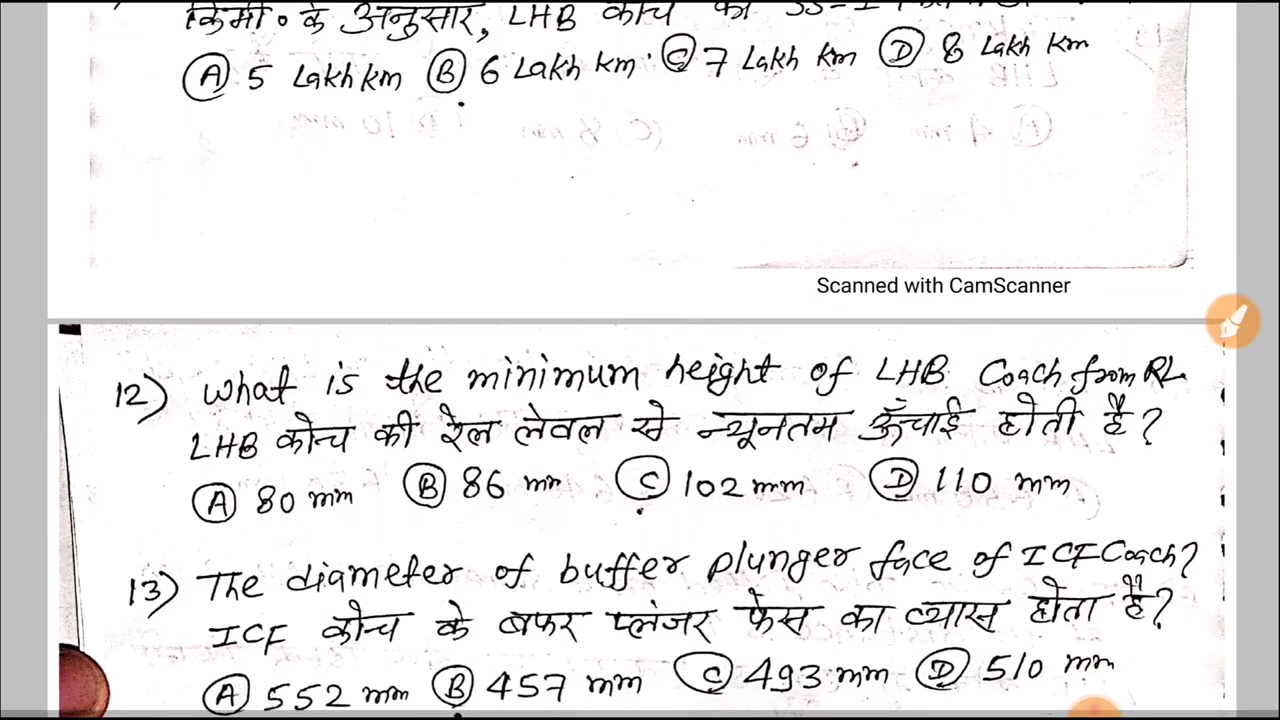 किमी॰ के अनुसार, LHB कोच का SS-I
(A) 5 Lakh km (B) 6 Lakh km (C) 7 Lakh km (D) 8 Lakh km
Scanned with CamScanner
12) What is the minimum height of LHB Coach from RL
LHB कोच की रेल लेवल से न्यूनतम ऊँचाई होती है?
(A) 80 mm (B) 86 mm (C) 102 mm (D) 110 mm
13) The diameter of buffer plunger face of ICF Coach?
ICF कोच के बफर प्लंजर फेस का व्यास होता है?
(A) 552 mm (B) 457 mm (C) 493 mm (D) 510 mm